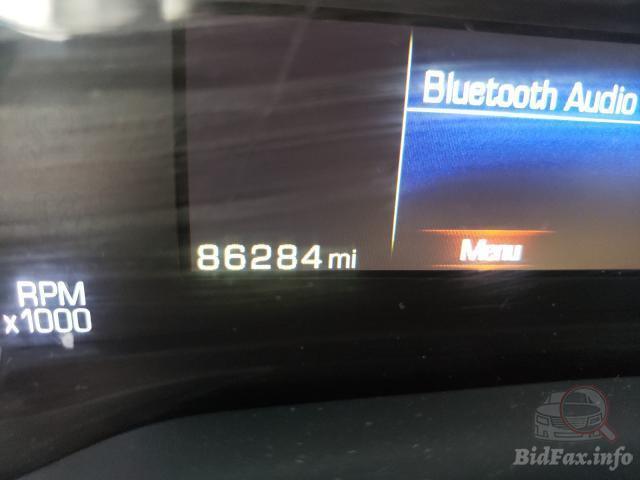 Bluetooth Audio
Menu
86284 mi
RPM
x1000
BidFax.info